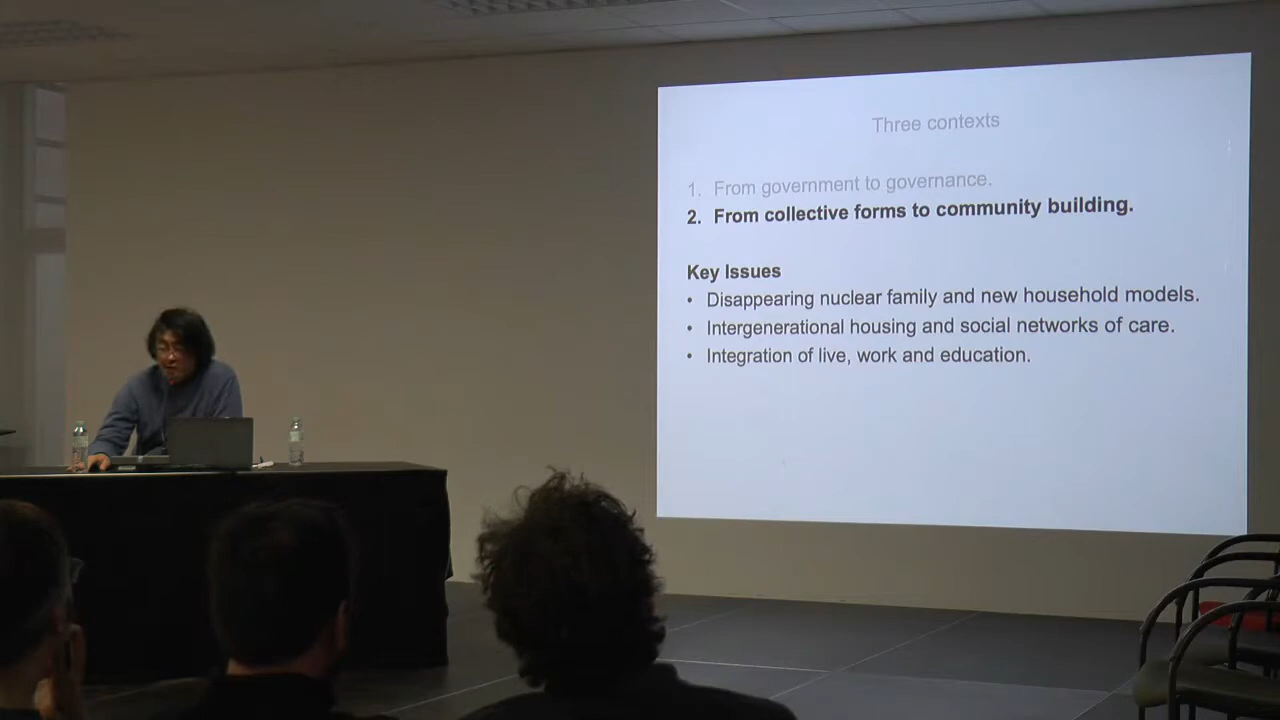 Three contexts
1. From government to governance.
2. From collective forms to community building.
Key Issues
• Disappearing nuclear family and new household models.
• Intergenerational housing and social networks of care.
• Integration of live, work and education.